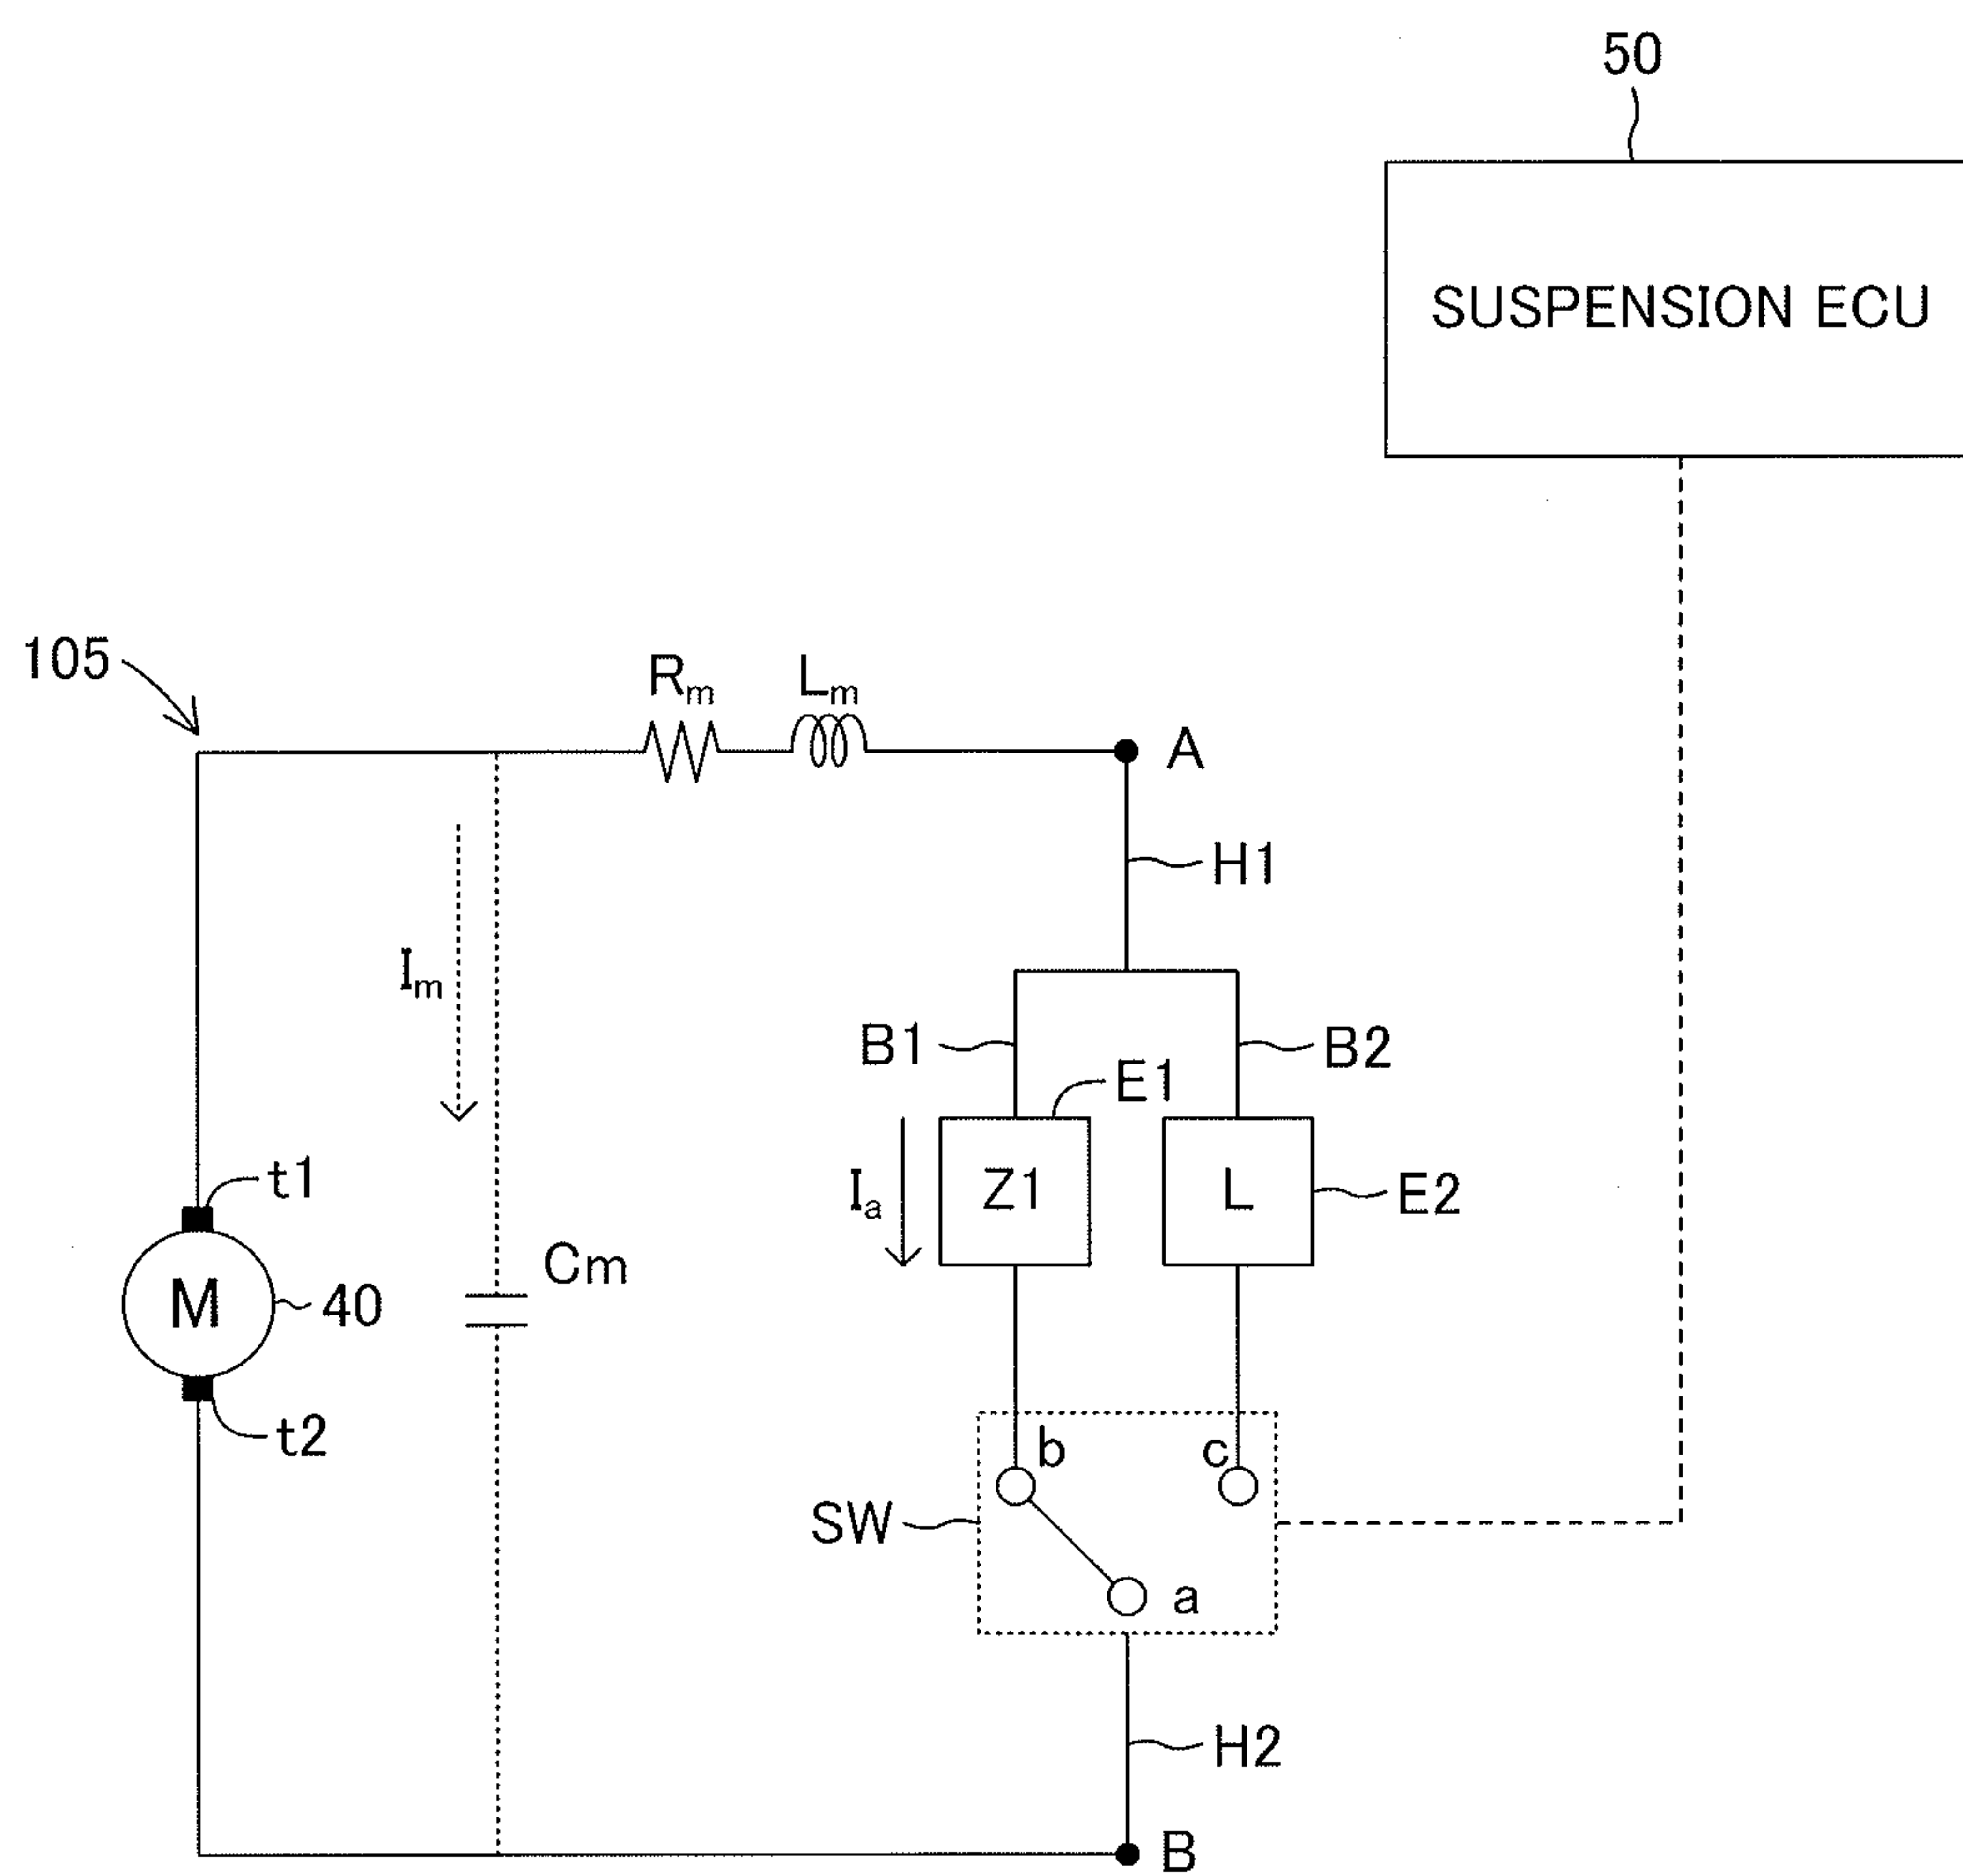 50
SUSPENSION ECU
105
Rm
Lm
A
H1
Im
B1
B2
E1
t1
Ia
Z1
L
E2
Cm
M
40
t2
b
c
SW
a
H2
B